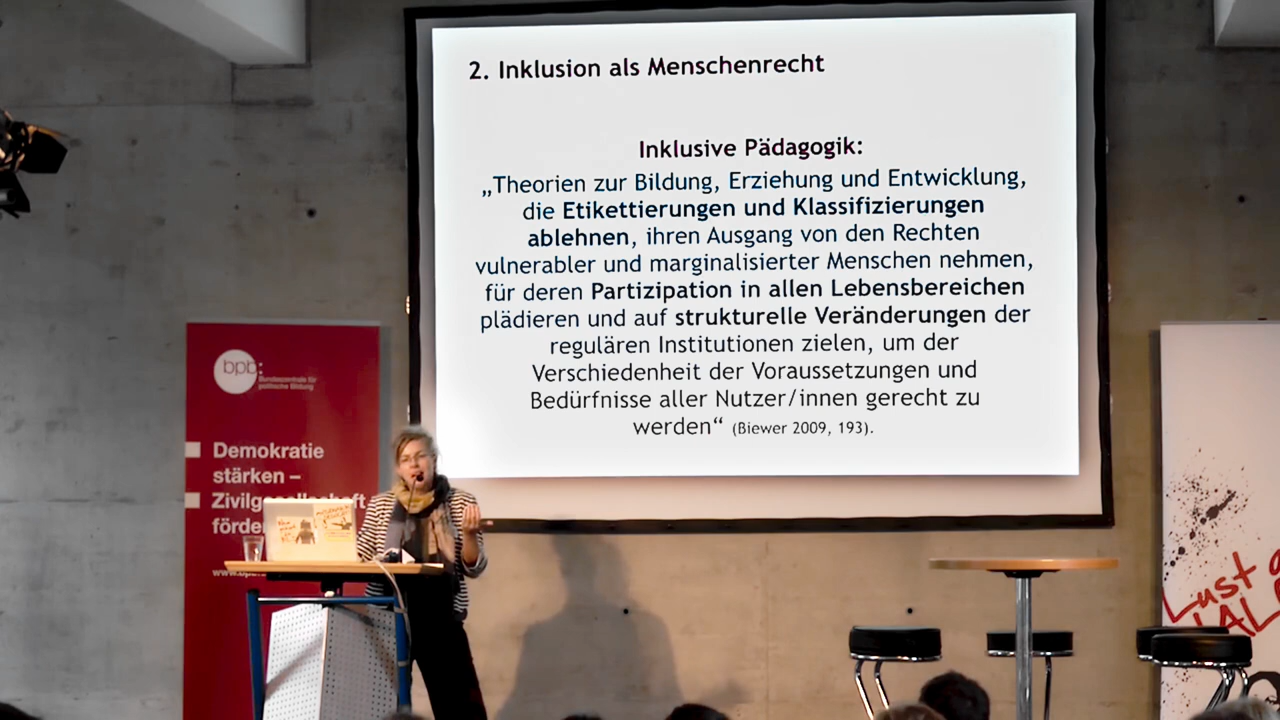 2. Inklusion als Menschenrecht
Inklusive Pädagogik:
„Theorien zur Bildung, Erziehung und Entwicklung,
die Etikettierungen und Klassifizierungen
ablehnen, ihren Ausgang von den Rechten
vulnerabler und marginalisierter Menschen nehmen,
für deren Partizipation in allen Lebensbereichen
plädieren und auf strukturelle Veränderungen der
regulären Institutionen zielen, um der
Verschiedenheit der Voraussetzungen und
Bedürfnisse aller Nutzer/innen gerecht zu
werden“ (Biewer 2009, 193).
bpb:
Bundeszentrale für
politische Bildung
Demokratie
stärken –
Lust